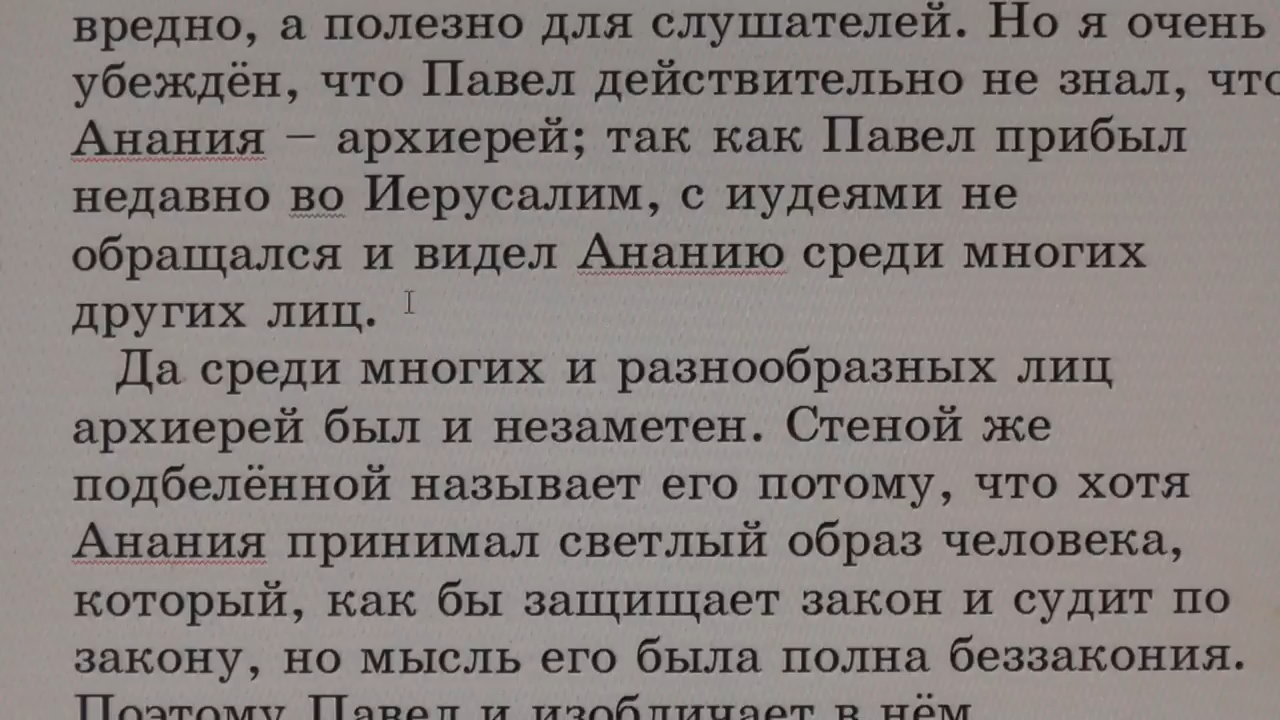 вредно, а полезно для слушателей. Но я очень
убеждён, что Павел действительно не знал, что
Анания – архиерей; так как Павел прибыл
недавно во Иерусалим, с иудеями не
обращался и видел Ананию среди многих
других лиц.
Да среди многих и разнообразных лиц
архиерей был и незаметен. Стеной же
подбелённой называет его потому, что хотя
Анания принимал светлый образ человека,
который, как бы защищает закон и судит по
закону, но мысль его была полна беззакония.
Поэтому Павел и изобличает в нём